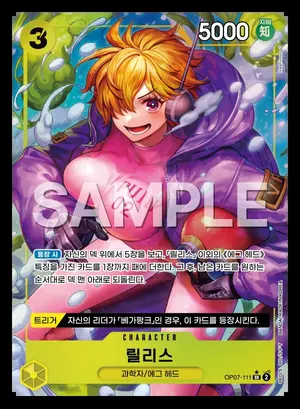 3
5000
지혜
知
SAMPLE
등장 시 자신의 덱 위에서 5장을 보고, 「릴리스」 이외의 《에그 헤드》
특징을 가진 카드를 1장까지 패에 더한다. 그 후, 남은 카드를 원하는
순서대로 덱 맨 아래로 되돌린다.
트리거 자신의 리더가 「베가펑크」인 경우, 이 카드를 등장시킨다.
CHARACTER
릴리스
과학자/에그 헤드
OP07-111 SR 2